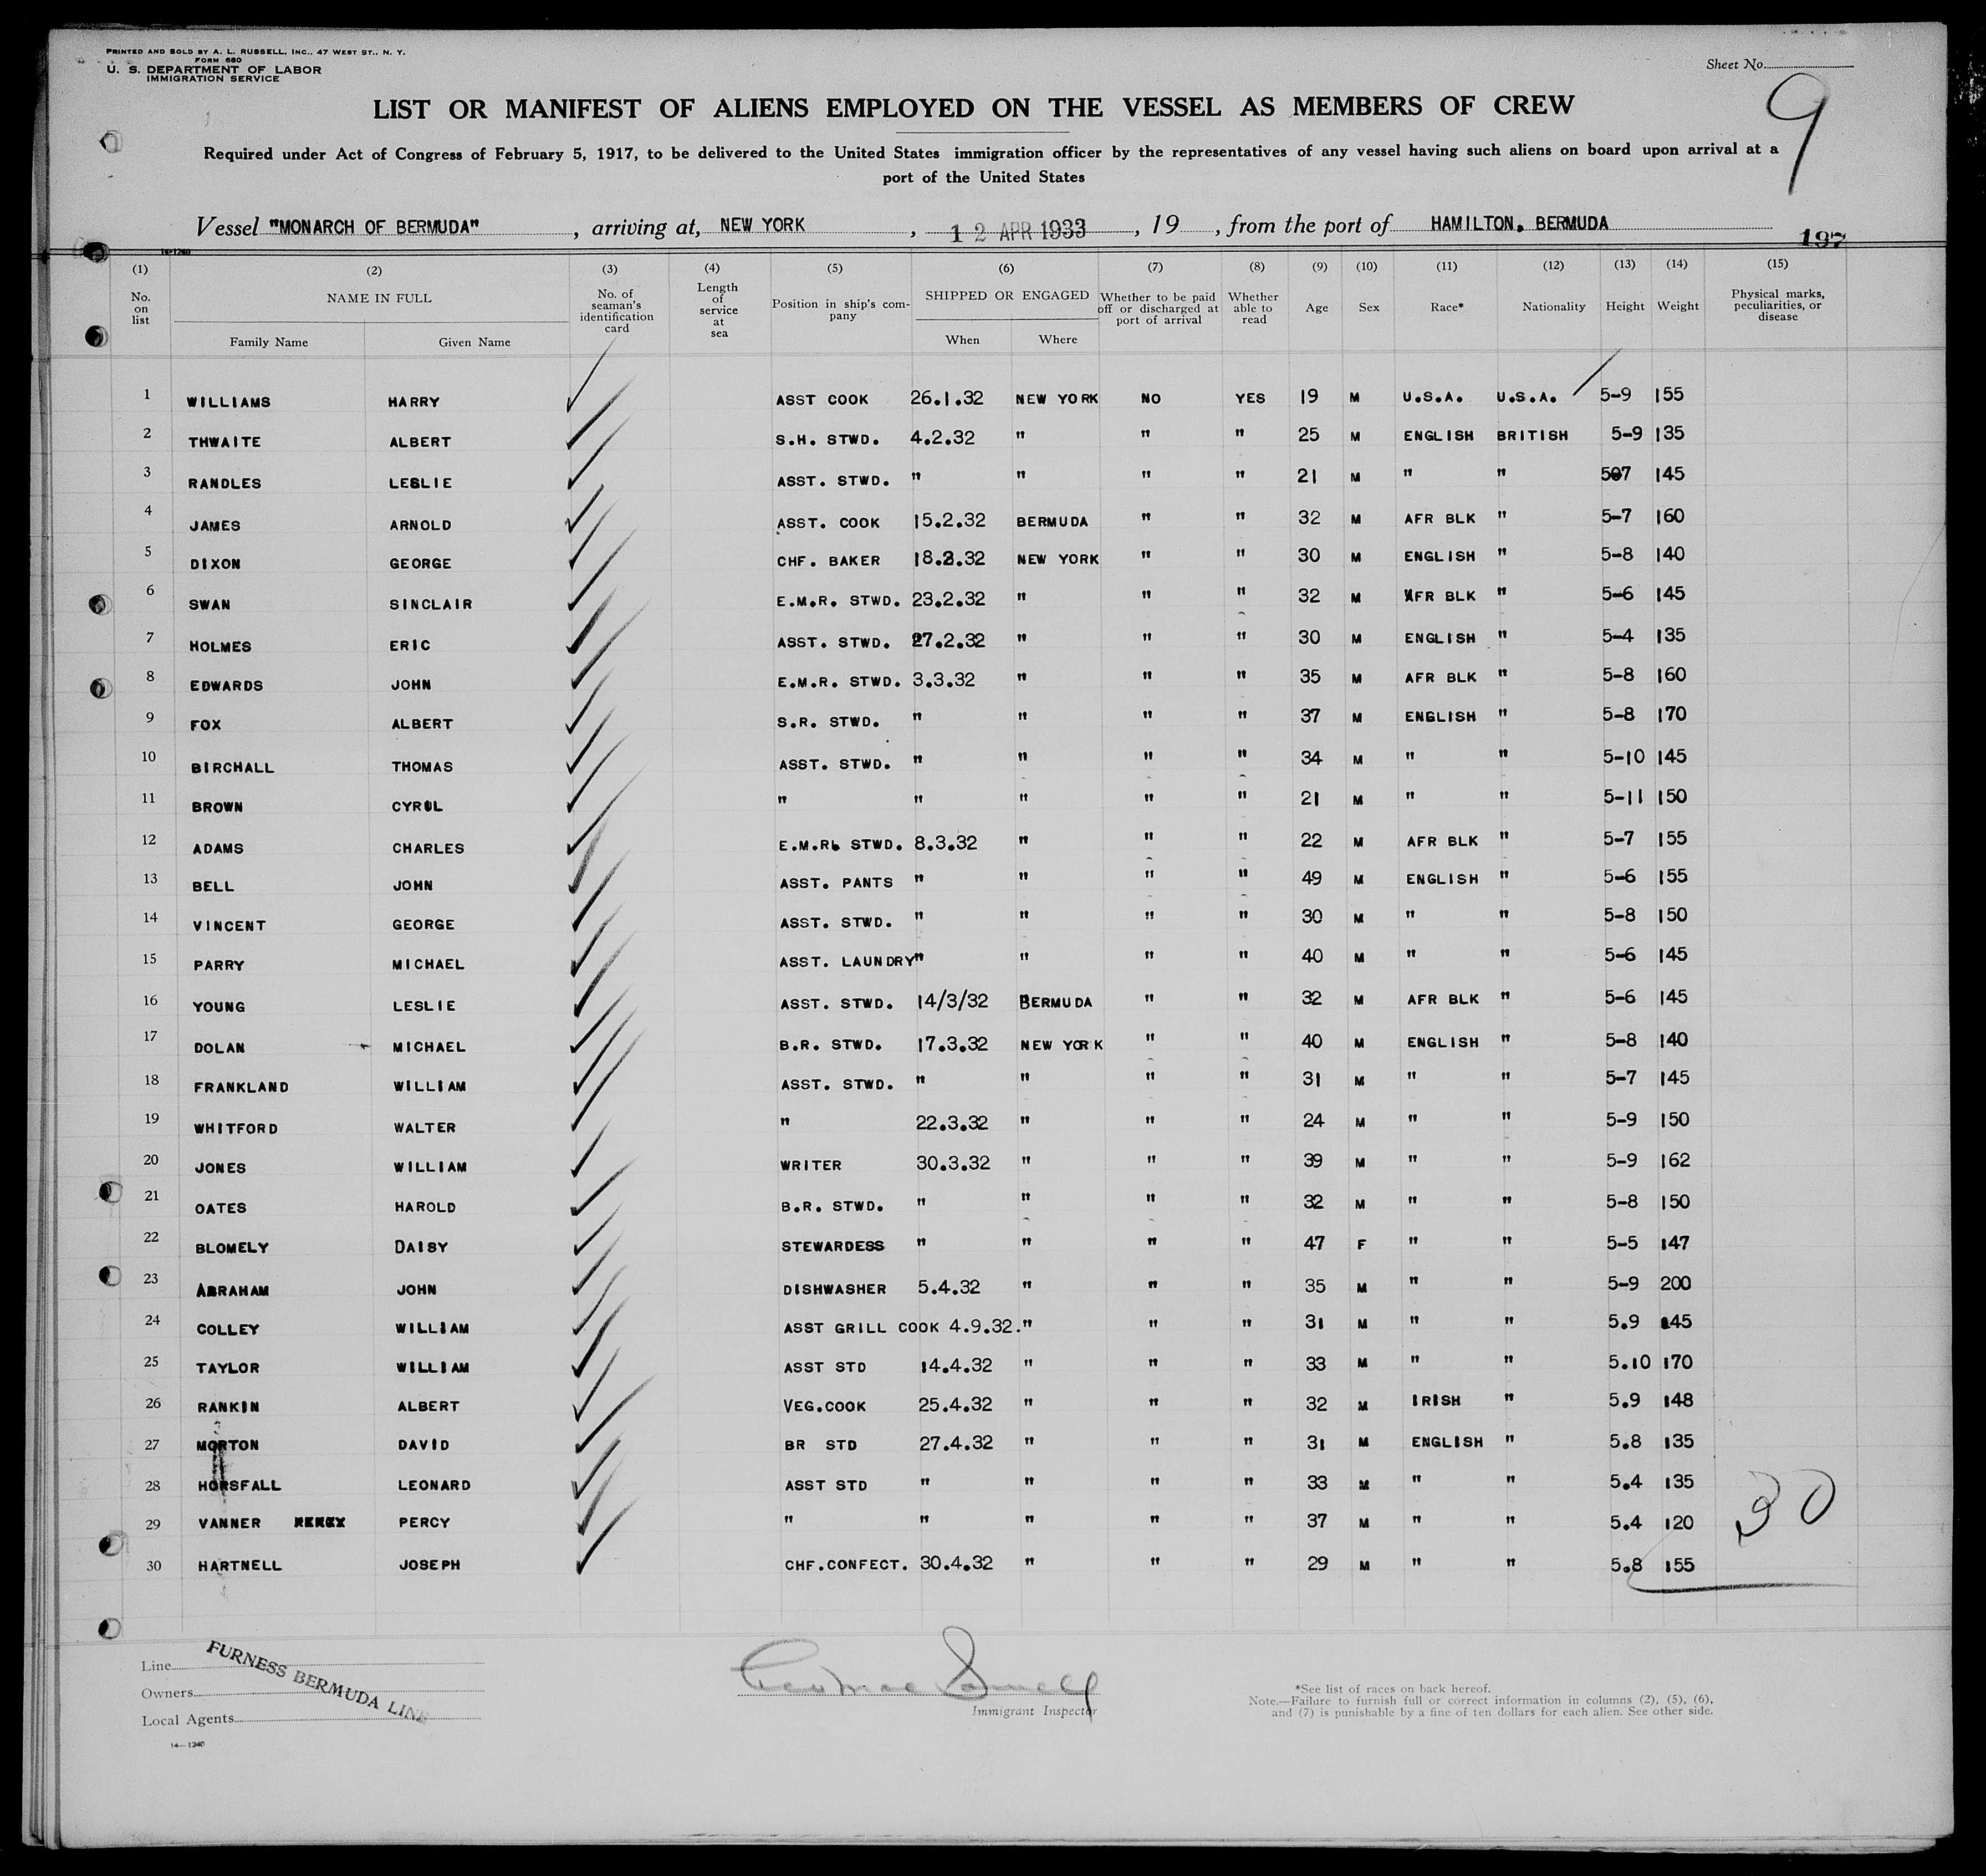 PRINTED AND SOLD BY A. L. RUSSELL, INC., 47 WEST ST., N. Y.
FORM 680
U. S. DEPARTMENT OF LABOR
IMMIGRATION SERVICE
Sheet No.
9
LIST OR MANIFEST OF ALIENS EMPLOYED ON THE VESSEL AS MEMBERS OF CREW
Required under Act of Congress of February 5, 1917, to be delivered to the United States immigration officer by the representatives of any vessel having such aliens on board upon arrival at a
port of the United States
Vessel "MONARCH OF BERMUDA", arriving at, NEW YORK, 12 APR 1933, 19, from the port of HAMILTON, BERMUDA
197
14-1240
(1) (2) (3) (4) (5) (6) (7) (8) (9) (10) (11) (12) (13) (14) (15)
No. on list NAME IN FULL No. of seaman's identification card Length of service at sea Position in ship's company SHIPPED OR ENGAGED Whether to be paid off or discharged at port of arrival Whether able to read Age Sex Race* Nationality Height Weight Physical marks, peculiarities, or disease
Family Name Given Name When Where
1 WILLIAMS HARRY ASST COOK 26.1.32 NEW YORK NO YES 19 M U.S.A. U.S.A. 5-9 155
2 THWAITE ALBERT S.H. STWD. 4.2.32 " " " 25 M ENGLISH BRITISH 5-9 135
3 RANDLES LESLIE ASST. STWD. " " " " 21 M " " 5-7 145
4 JAMES ARNOLD ASST. COOK 15.2.32 BERMUDA " " 32 M AFR BLK " 5-7 160
5 DIXON GEORGE CHF. BAKER 18.2.32 NEW YORK " " 30 M ENGLISH " 5-8 140
6 SWAN SINCLAIR E.M.R. STWD. 23.2.32 " " " 32 M AFR BLK " 5-6 145
7 HOLMES ERIC ASST. STWD. 27.2.32 " " " 30 M ENGLISH " 5-4 135
8 EDWARDS JOHN E.M.R. STWD. 3.3.32 " " " 35 M AFR BLK " 5-8 160
9 FOX ALBERT S.R. STWD. " " " " 37 M ENGLISH " 5-8 170
10 BIRCHALL THOMAS ASST. STWD. " " " " 34 M " " 5-10 145
11 BROWN CYRUL " " " " " 21 M " " 5-11 150
12 ADAMS CHARLES E.M.R. STWD. 8.3.32 " " " 22 M AFR BLK " 5-7 155
13 BELL JOHN ASST. PANTS " " " " 49 M ENGLISH " 5-6 155
14 VINCENT GEORGE ASST. STWD. " " " " 30 M " " 5-8 150
15 PARRY MICHAEL ASST. LAUNDRY " " " " 40 M " " 5-6 145
16 YOUNG LESLIE ASST. STWD. 14/3/32 BERMUDA " " 32 M AFR BLK " 5-6 145
17 DOLAN MICHAEL B.R. STWD. 17.3.32 NEW YORK " " 40 M ENGLISH " 5-8 140
18 FRANKLAND WILLIAM ASST. STWD. " " " " 31 M " " 5-7 145
19 WHITFORD WALTER " 22.3.32 " " " 24 M " " 5-9 150
20 JONES WILLIAM WRITER 30.3.32 " " " 39 M " " 5-9 162
21 OATES HAROLD B.R. STWD. " " " " 32 M " " 5-8 150
22 BLOMELY DAISY STEWARDESS " " " " 47 F " " 5-5 147
23 ABRAHAM JOHN DISHWASHER 5.4.32 " " " 35 M " " 5-9 200
24 COLLEY WILLIAM ASST GRILL COOK 4.9.32. " " " 31 M " " 5.9 145
25 TAYLOR WILLIAM ASST STD 14.4.32 " " " 33 M " " 5.10 170
26 RANKIN ALBERT VEG.COOK 25.4.32 " " " 32 M IRISH " 5.9 148
27 MORTON DAVID BR STD 27.4.32 " " " 31 M ENGLISH " 5.8 135
28 HORSFALL LEONARD ASST STD " " " " 33 M " " 5.4 135
29 VANNER PERCY " " " " " 37 M " " 5.4 120
30 HARTNELL JOSEPH CHF.CONFECT. 30.4.32 " " " 29 M " " 5.8 155
30
Line
Owners
Local Agents
FURNESS BERMUDA LINE
14-1240
Immigrant Inspector
*See list of races on back hereof.
Note.—Failure to furnish full or correct information in columns (2), (5), (6),
and (7) is punishable by a fine of ten dollars for each alien. See other side.